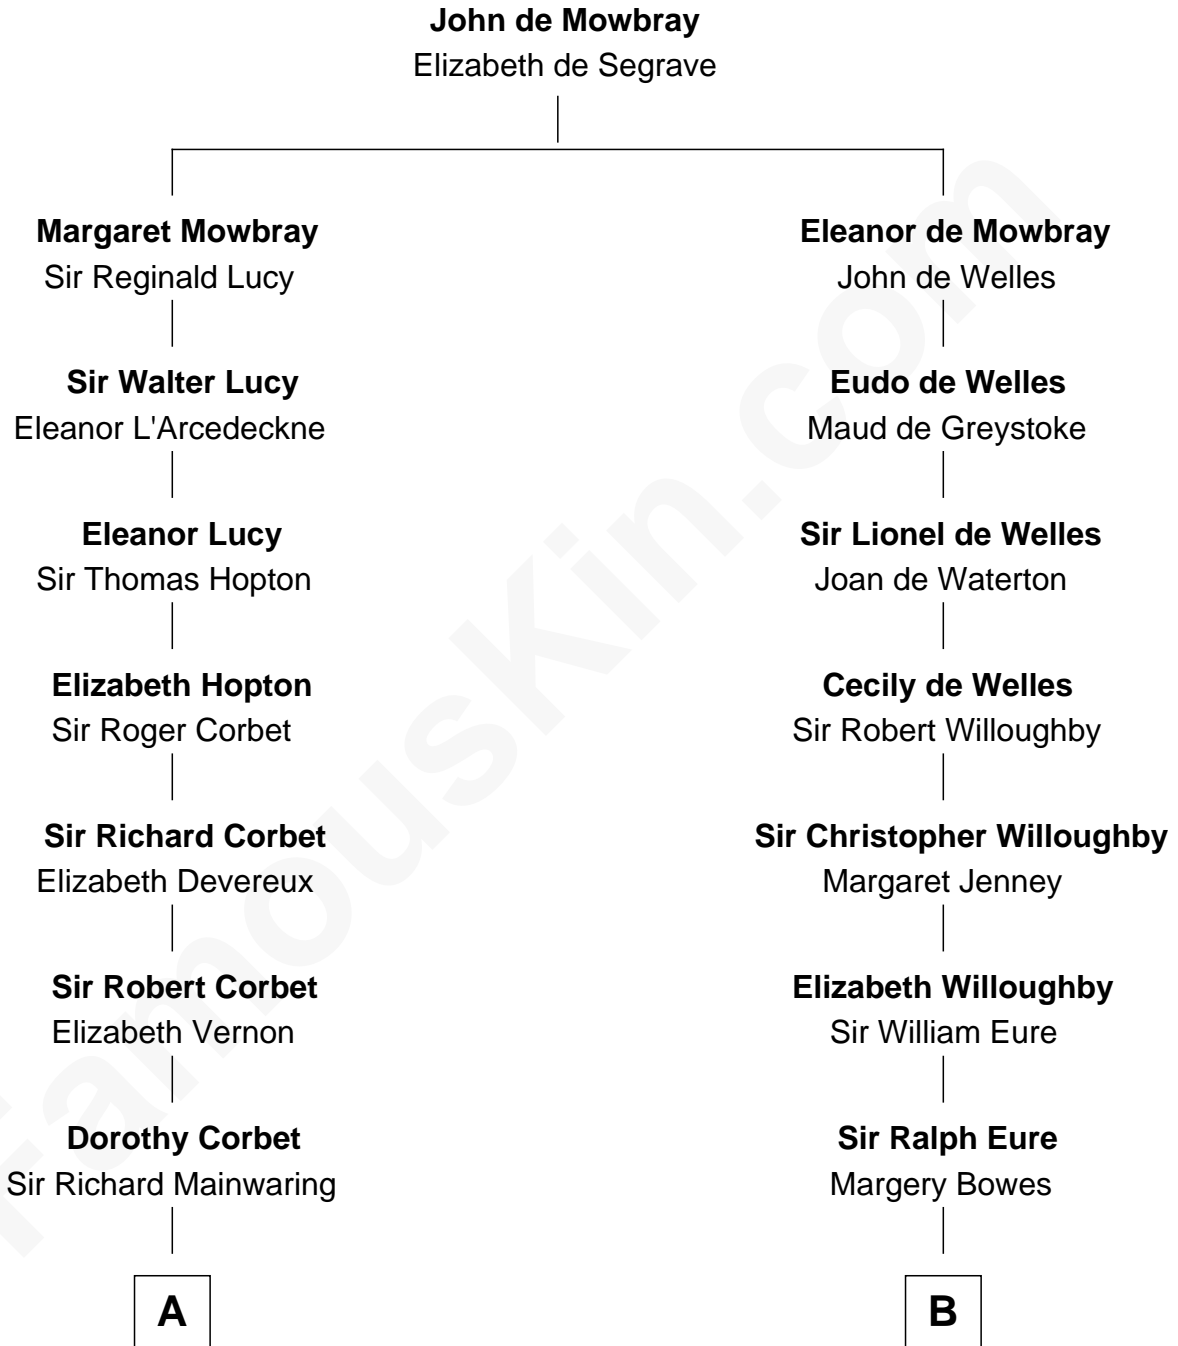 John de Mowbray
Elizabeth de Segrave
Margaret Mowbray
Sir Reginald Lucy
Eleanor de Mowbray
John de Welles
Sir Walter Lucy
Eleanor L'Arcedeckne
Eudo de Welles
Maud de Greystoke
Eleanor Lucy
Sir Thomas Hopton
Sir Lionel de Welles
Joan de Waterton
Elizabeth Hopton
Sir Roger Corbet
Cecily de Welles
Sir Robert Willoughby
Sir Richard Corbet
Elizabeth Devereux
Sir Christopher Willoughby
Margaret Jenney
Sir Robert Corbet
Elizabeth Vernon
Elizabeth Willoughby
Sir William Eure
Dorothy Corbet
Sir Richard Mainwaring
Sir Ralph Eure
Margery Bowes
A
B
FamousKin.com